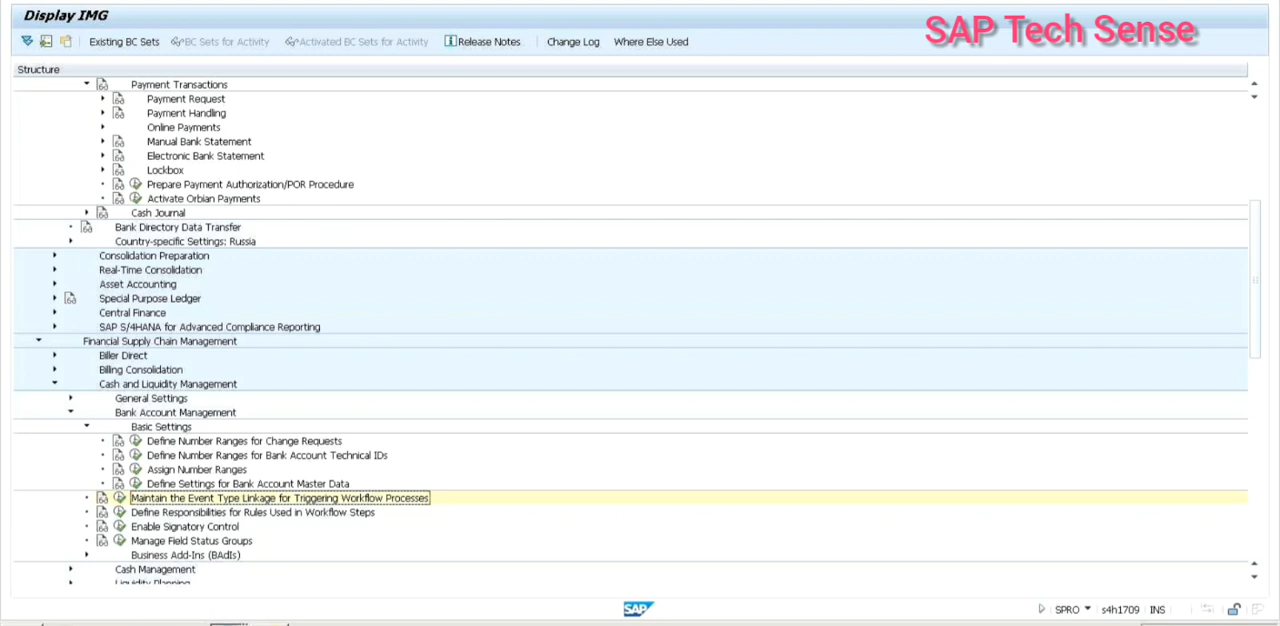 Display IMG
SAP Tech Sense
Existing BC Sets BC Sets for Activity Activated BC Sets for Activity Release Notes Change Log Where Else Used
Structure
Payment Transactions
Payment Request
Payment Handling
Online Payments
Manual Bank Statement
Electronic Bank Statement
Lockbox
Prepare Payment Authorization/POR Procedure
Activate Orbian Payments
Cash Journal
Bank Directory Data Transfer
Country-specific Settings: Russia
Consolidation Preparation
Real-Time Consolidation
Asset Accounting
Special Purpose Ledger
Central Finance
SAP S/4HANA for Advanced Compliance Reporting
Financial Supply Chain Management
Biller Direct
Billing Consolidation
Cash and Liquidity Management
General Settings
Bank Account Management
Basic Settings
Define Number Ranges for Change Requests
Define Number Ranges for Bank Account Technical IDs
Assign Number Ranges
Define Settings for Bank Account Master Data
Maintain the Event Type Linkage for Triggering Workflow Processes
Define Responsibilities for Rules Used in Workflow Steps
Enable Signatory Control
Manage Field Status Groups
Business Add-Ins (BAdIs)
Cash Management
Liquidity Planning
SAP SPRO s4h1709 INS